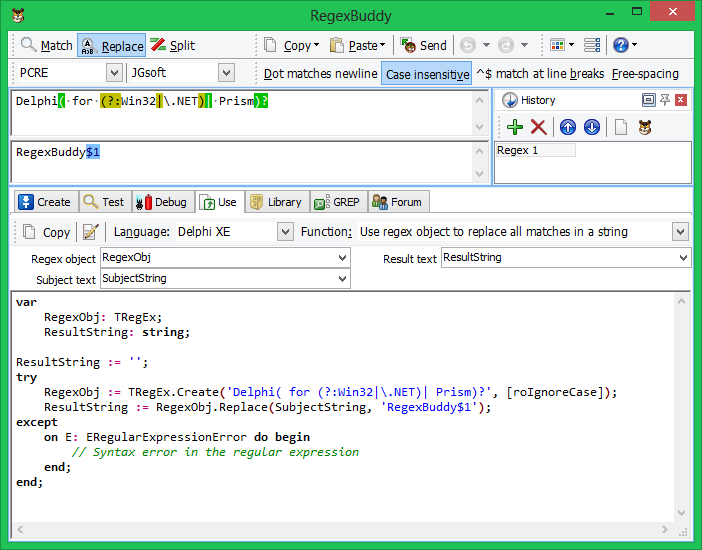 RegexBuddy
Match Replace Split Copy Paste Send
PCRE JGsoft Dot matches newline Case insensitive ^$ match at line breaks Free-spacing
Delphi(·for·(?:Win32|\.NET)|·Prism)?
History
RegexBuddy$1
Regex 1
Create Test Debug Use Library GREP Forum
Copy Language: Delphi XE Function: Use regex object to replace all matches in a string
Regex object RegexObj Result text ResultString
Subject text SubjectString
var
    RegexObj: TRegEx;
    ResultString: string;
ResultString := '';
try
    RegexObj := TRegEx.Create('Delphi( for (?:Win32|\.NET)| Prism)?', [roIgnoreCase]);
    ResultString := RegexObj.Replace(SubjectString, 'RegexBuddy$1');
except
    on E: ERegularExpressionError do begin
        // Syntax error in the regular expression
    end;
end;